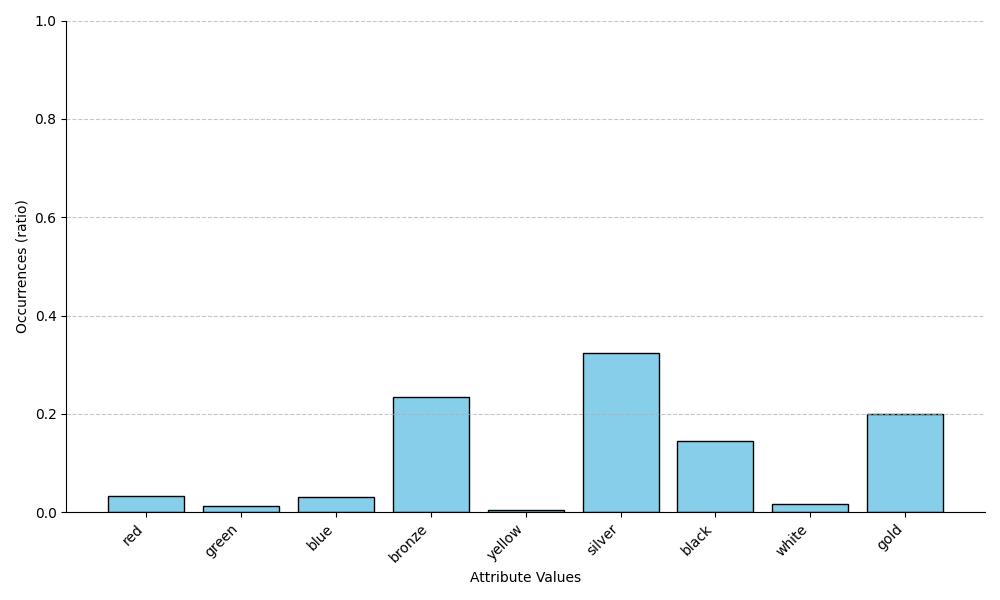 1.0
0.8
0.6
0.4
0.2
0.0
Occurrences (ratio)
red
green
blue
bronze
yellow
silver
black
white
gold
Attribute Values